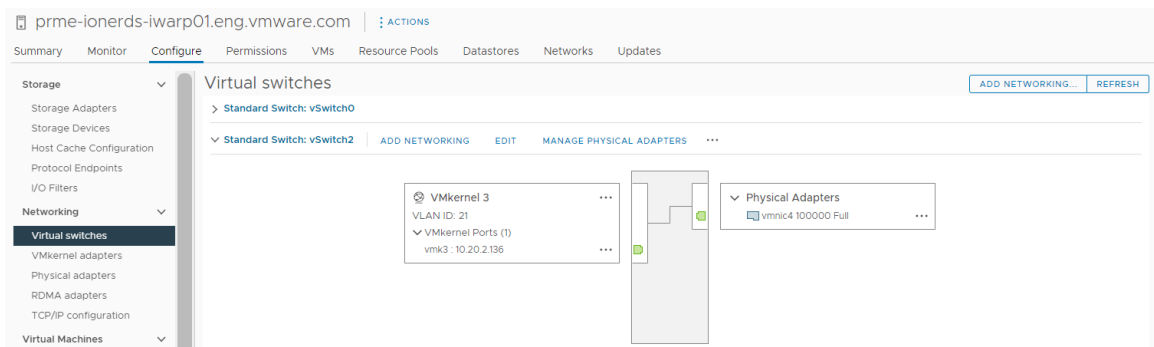 prme-ionerds-iwarp01.eng.vmware.com ACTIONS
Summary Monitor Configure Permissions VMs Resource Pools Datastores Networks Updates
Storage
Storage Adapters
Storage Devices
Host Cache Configuration
Protocol Endpoints
I/O Filters
Networking
Virtual switches
VMkernel adapters
Physical adapters
RDMA adapters
TCP/IP configuration
Virtual Machines
Virtual switches
ADD NETWORKING... REFRESH
Standard Switch: vSwitch0
Standard Switch: vSwitch2 ADD NETWORKING EDIT MANAGE PHYSICAL ADAPTERS ...
VMkernel 3 ...
VLAN ID: 21
VMkernel Ports (1)
vmk3 : 10.20.2.136 ...
Physical Adapters
vmnic4 100000 Full ...